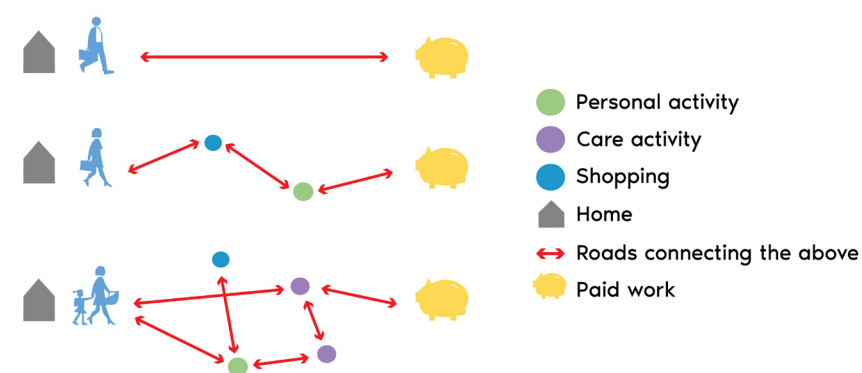 Personal activity
Care activity
Shopping
Home
Roads connecting the above
Paid work